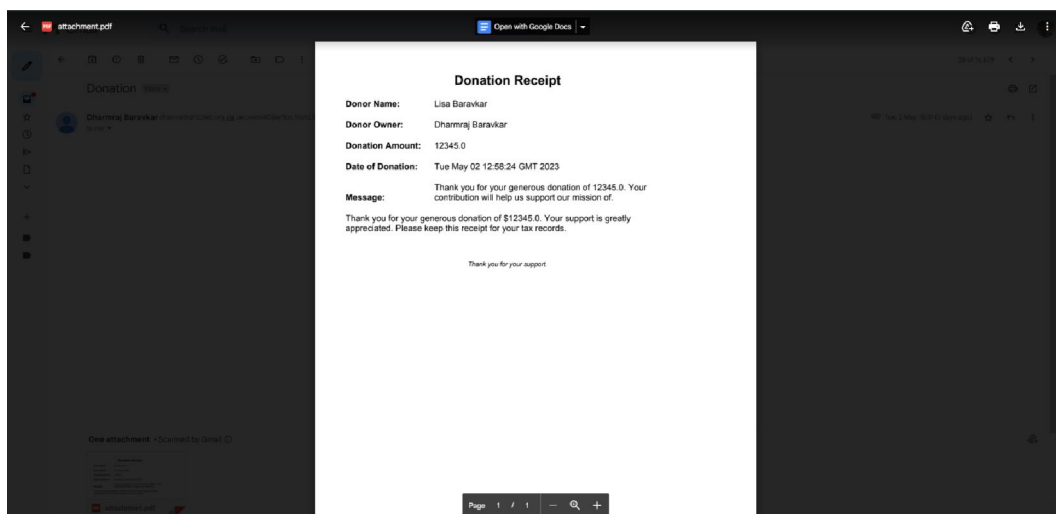 attachment.pdf
Open with Google Docs
Donation Receipt
Donor Name: Lisa Baravkar
Donor Owner: Dharmraj Baravkar
Donation Amount: 12345.0
Date of Donation: Tue May 02 12:58:24 GMT 2023
Message: Thank you for your generous donation of 12345.0. Your
contribution will help us support our mission of.
Thank you for your generous donation of $12345.0. Your support is greatly
appreciated. Please keep this receipt for your tax records.
Thank you for your support
Donation
Dharmraj Baravkar
One attachment • Scanned by Gmail
attachment.pdf
Page 1 / 1